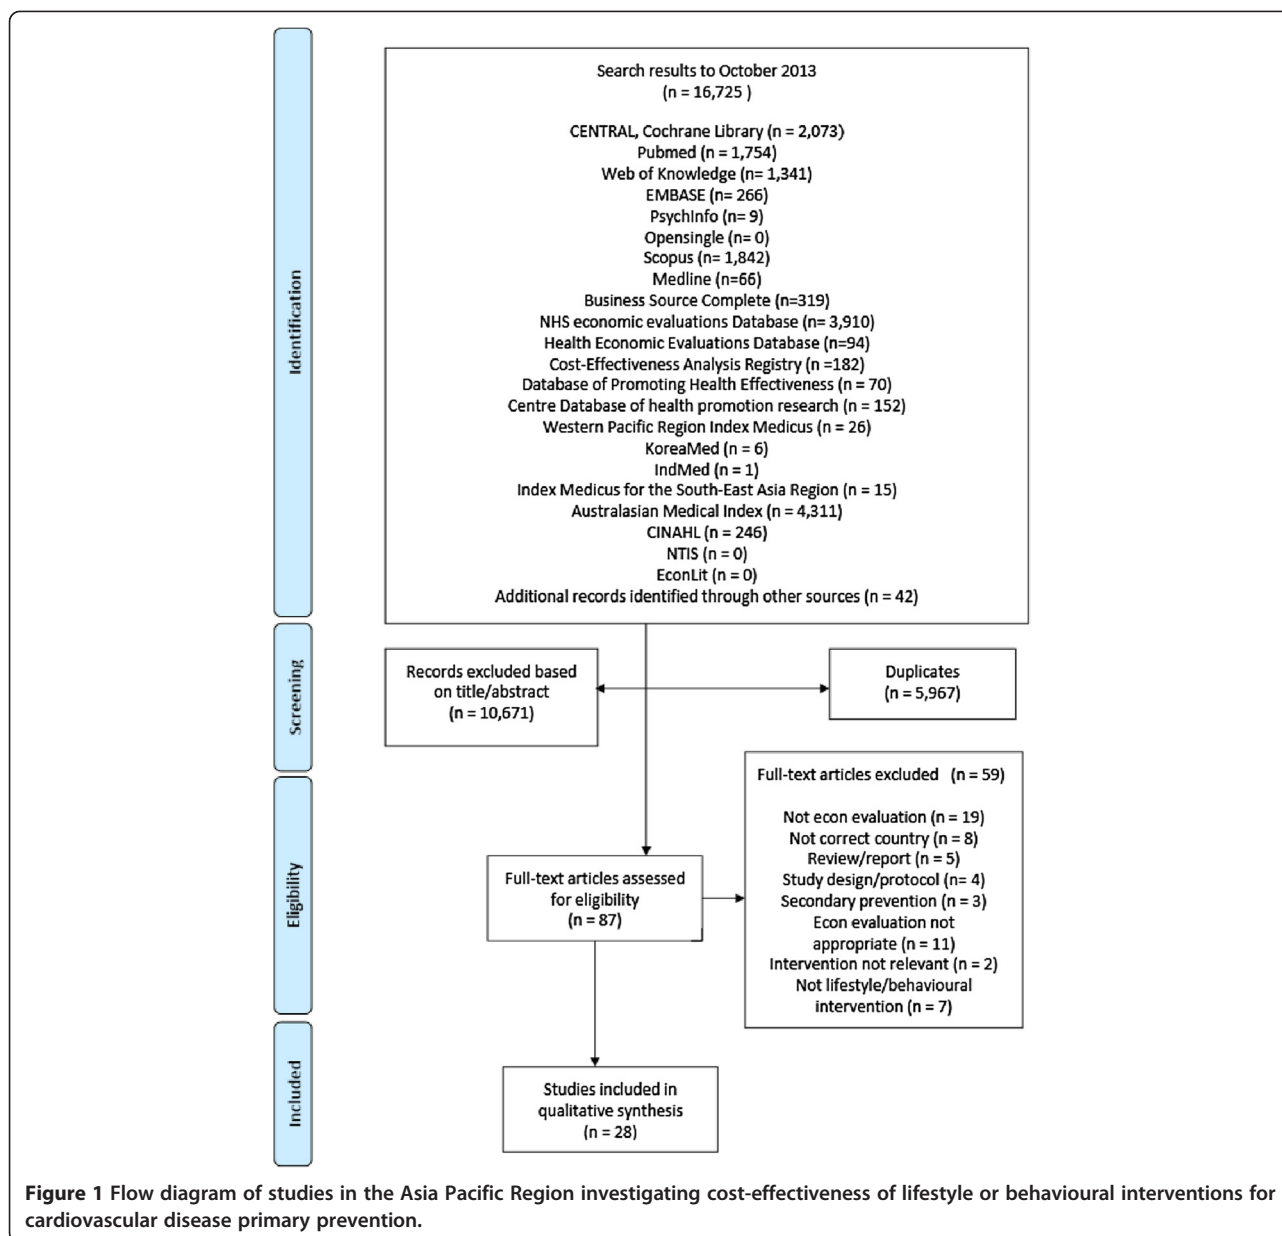 Identification
Search results to October 2013
(n = 16,725 )
CENTRAL, Cochrane Library (n = 2,073)
Pubmed (n = 1,754)
Web of Knowledge (n= 1,341)
EMBASE (n= 266)
PsychInfo (n= 9)
Opensingle (n= 0)
Scopus (n= 1,842)
Medline (n=66)
Business Source Complete (n=319)
NHS economic evaluations Database (n= 3,910)
Health Economic Evaluations Database (n=94)
Cost-Effectiveness Analysis Registry (n =182)
Database of Promoting Health Effectiveness (n = 70)
Centre Database of health promotion research (n = 152)
Western Pacific Region Index Medicus (n = 26)
KoreaMed (n = 6)
IndMed (n = 1)
Index Medicus for the South-East Asia Region (n = 15)
Australasian Medical Index (n = 4,311)
CINAHL (n = 246)
NTIS (n = 0)
EconLit (n = 0)
Additional records identified through other sources (n = 42)
Screening
Records excluded based
on title/abstract
(n = 10,671)
Duplicates
(n = 5,967)
Eligibility
Full-text articles assessed
for eligibility
(n = 87)
Full-text articles excluded (n = 59)
Not econ evaluation (n = 19)
Not correct country (n = 8)
Review/report (n = 5)
Study design/protocol (n= 4)
Secondary prevention (n = 3)
Econ evaluation not
appropriate (n = 11)
Intervention not relevant (n = 2)
Not lifestyle/behavioural
intervention (n = 7)
Included
Studies included in
qualitative synthesis
(n = 28)
Figure 1 Flow diagram of studies in the Asia Pacific Region investigating cost-effectiveness of lifestyle or behavioural interventions for
cardiovascular disease primary prevention.